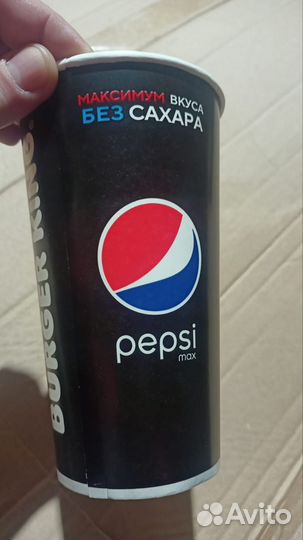 МАКСИМУМ ВКУСА
БЕЗ САХАРА
BURGER KING
pepsi
max
Avito